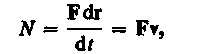 N = F dr / dt = Fv,